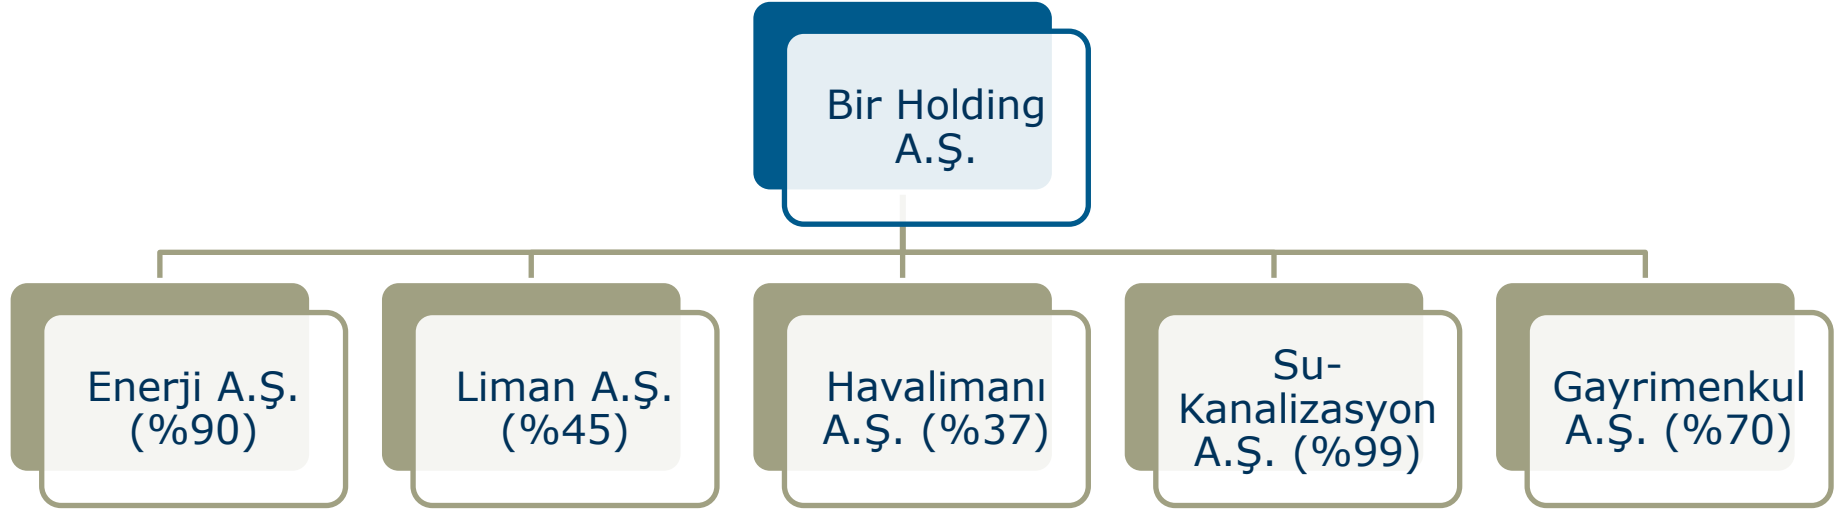 Bir Holding
A.Ş.
Enerji A.Ş.
(%90)
Liman A.Ş.
(%45)
Havalimanı
A.Ş. (%37)
Su-
Kanalizasyon
A.Ş. (%99)
Gayrimenkul
A.Ş. (%70)